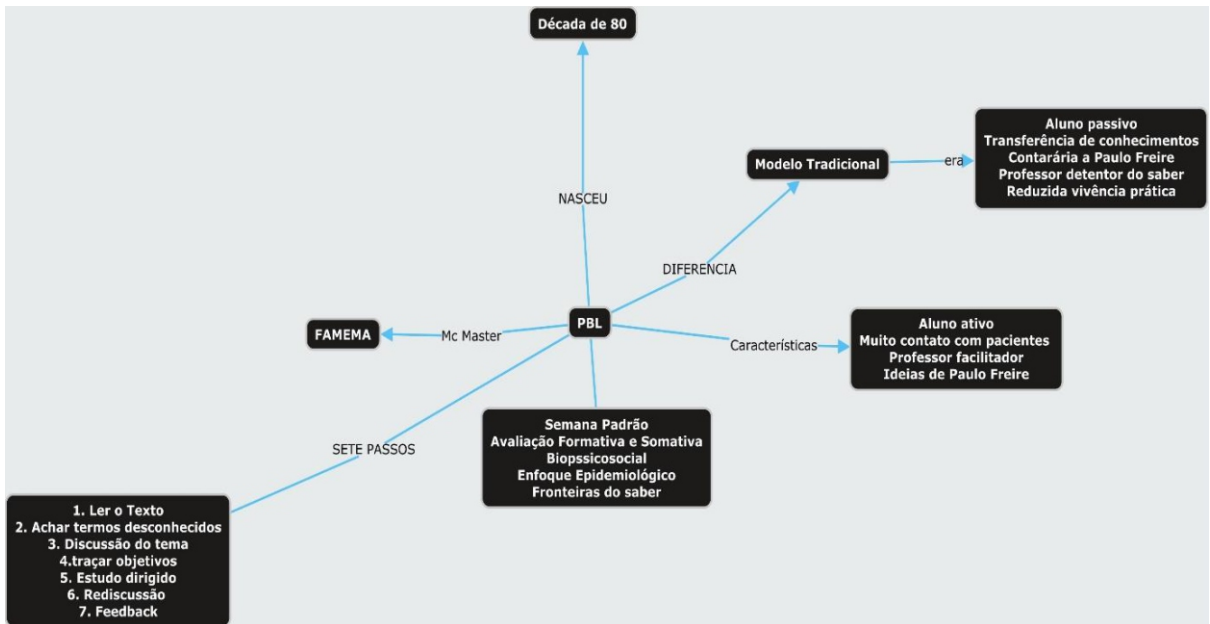 Década de 80
NASCEU
Modelo Tradicional
era
Aluno passivo
Transferência de conhecimentos
Contarária a Paulo Freire
Professor detentor do saber
Reduzida vivência prática
DIFERENCIA
FAMEMA
Mc Master
PBL
Características
Aluno ativo
Muito contato com pacientes
Professor facilitador
Ideias de Paulo Freire
SETE PASSOS
Semana Padrão
Avaliação Formativa e Somativa
Biopssicosocial
Enfoque Epidemiológico
Fronteiras do saber
1. Ler o Texto
2. Achar termos desconhecidos
3. Discussão do tema
4.traçar objetivos
5. Estudo dirigido
6. Rediscussão
7. Feedback